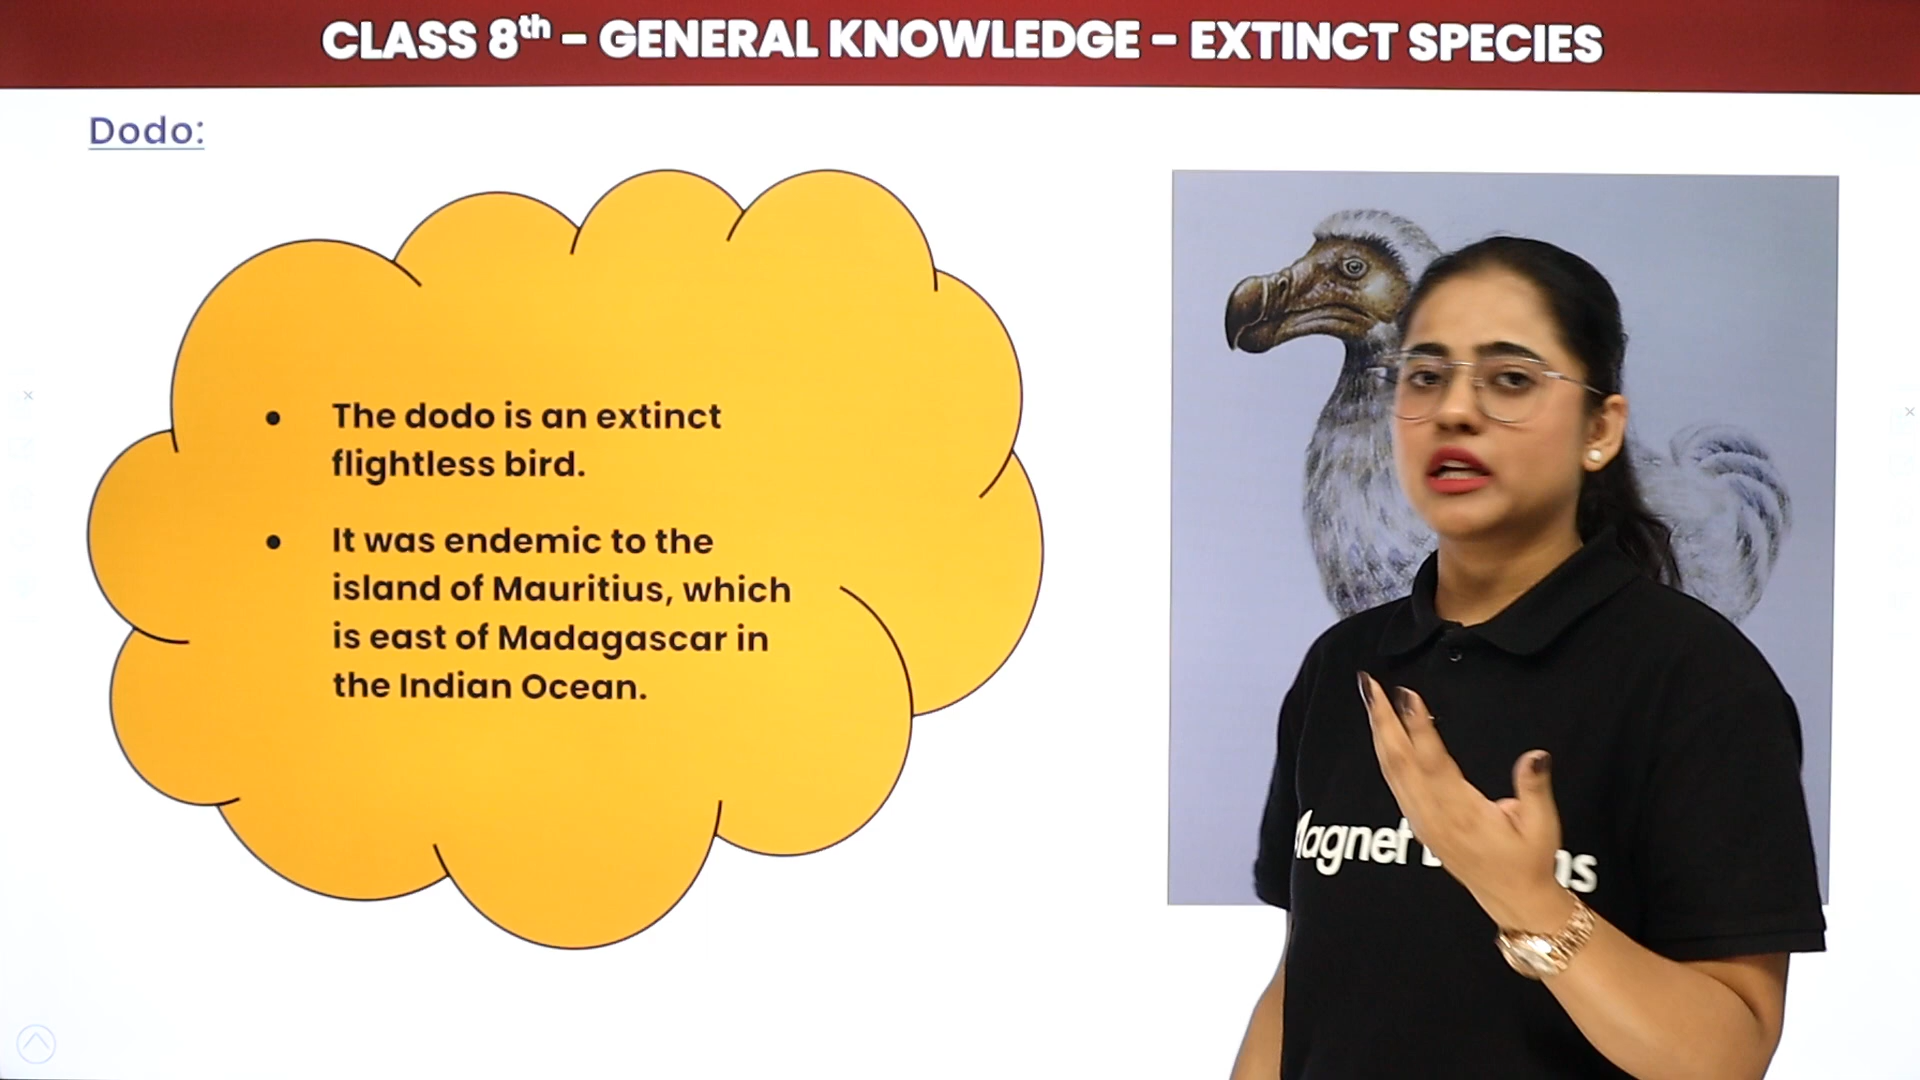 CLASS 8th - GENERAL KNOWLEDGE - EXTINCT SPECIES
Dodo:
• The dodo is an extinct
flightless bird.
• It was endemic to the
island of Mauritius, which
is east of Madagascar in
the Indian Ocean.
Magnet